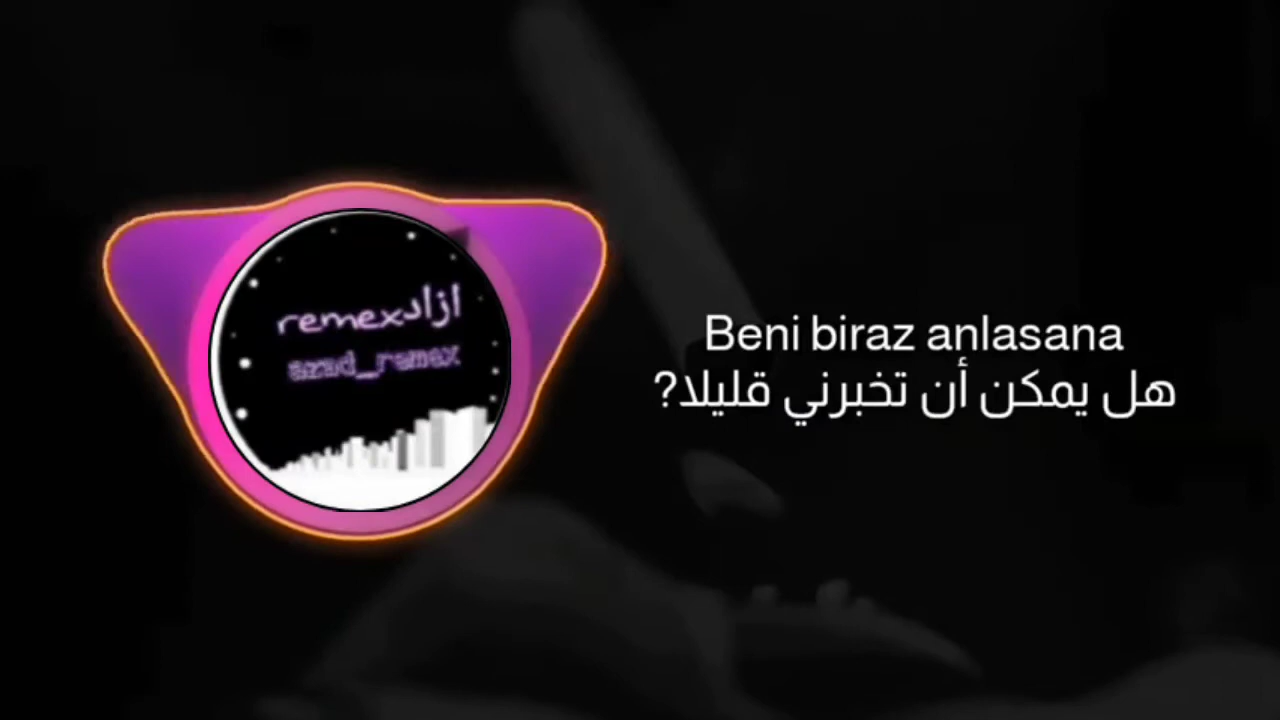 remexازاد
azad_remex
Beni biraz anlasana
هل يمكن أن تخبرني قليلا?